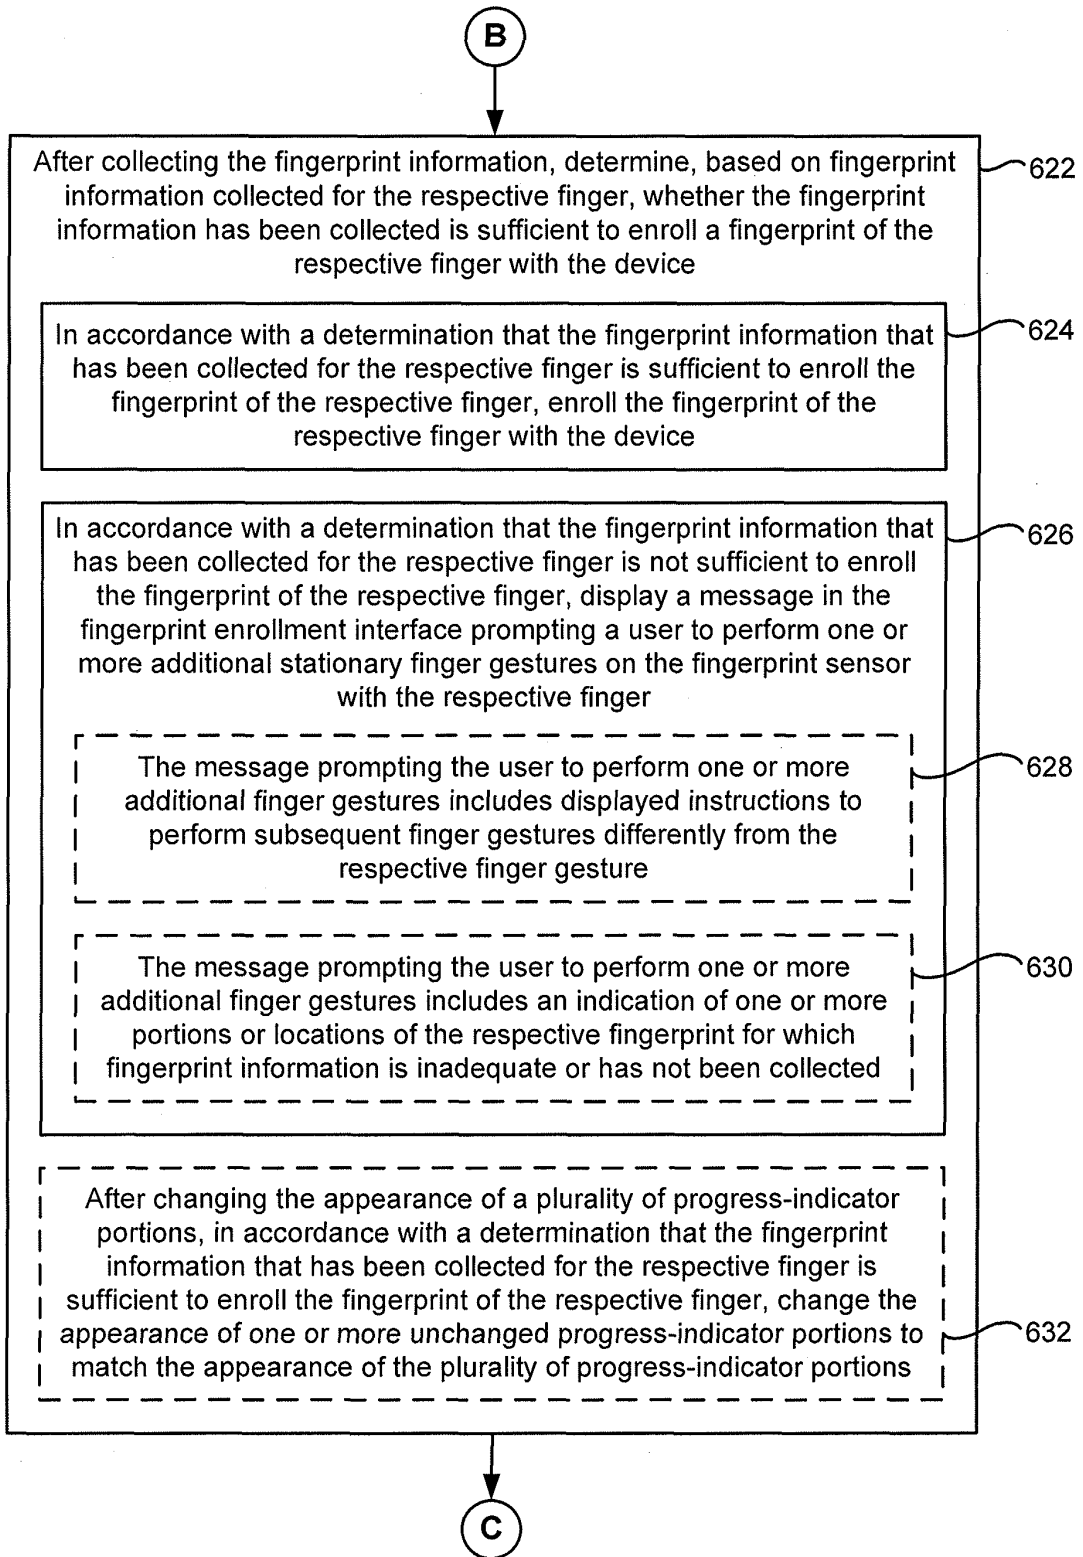 B
After collecting the fingerprint information, determine, based on fingerprint
information collected for the respective finger, whether the fingerprint
information has been collected is sufficient to enroll a fingerprint of the
respective finger with the device
622
In accordance with a determination that the fingerprint information that
has been collected for the respective finger is sufficient to enroll the
fingerprint of the respective finger, enroll the fingerprint of the
respective finger with the device
624
In accordance with a determination that the fingerprint information that
has been collected for the respective finger is not sufficient to enroll
the fingerprint of the respective finger, display a message in the
fingerprint enrollment interface prompting a user to perform one or
more additional stationary finger gestures on the fingerprint sensor
with the respective finger
626
The message prompting the user to perform one or more
additional finger gestures includes displayed instructions to
perform subsequent finger gestures differently from the
respective finger gesture
628
The message prompting the user to perform one or more
additional finger gestures includes an indication of one or more
portions or locations of the respective fingerprint for which
fingerprint information is inadequate or has not been collected
630
After changing the appearance of a plurality of progress-indicator
portions, in accordance with a determination that the fingerprint
information that has been collected for the respective finger is
sufficient to enroll the fingerprint of the respective finger, change the
appearance of one or more unchanged progress-indicator portions to
match the appearance of the plurality of progress-indicator portions
632
C